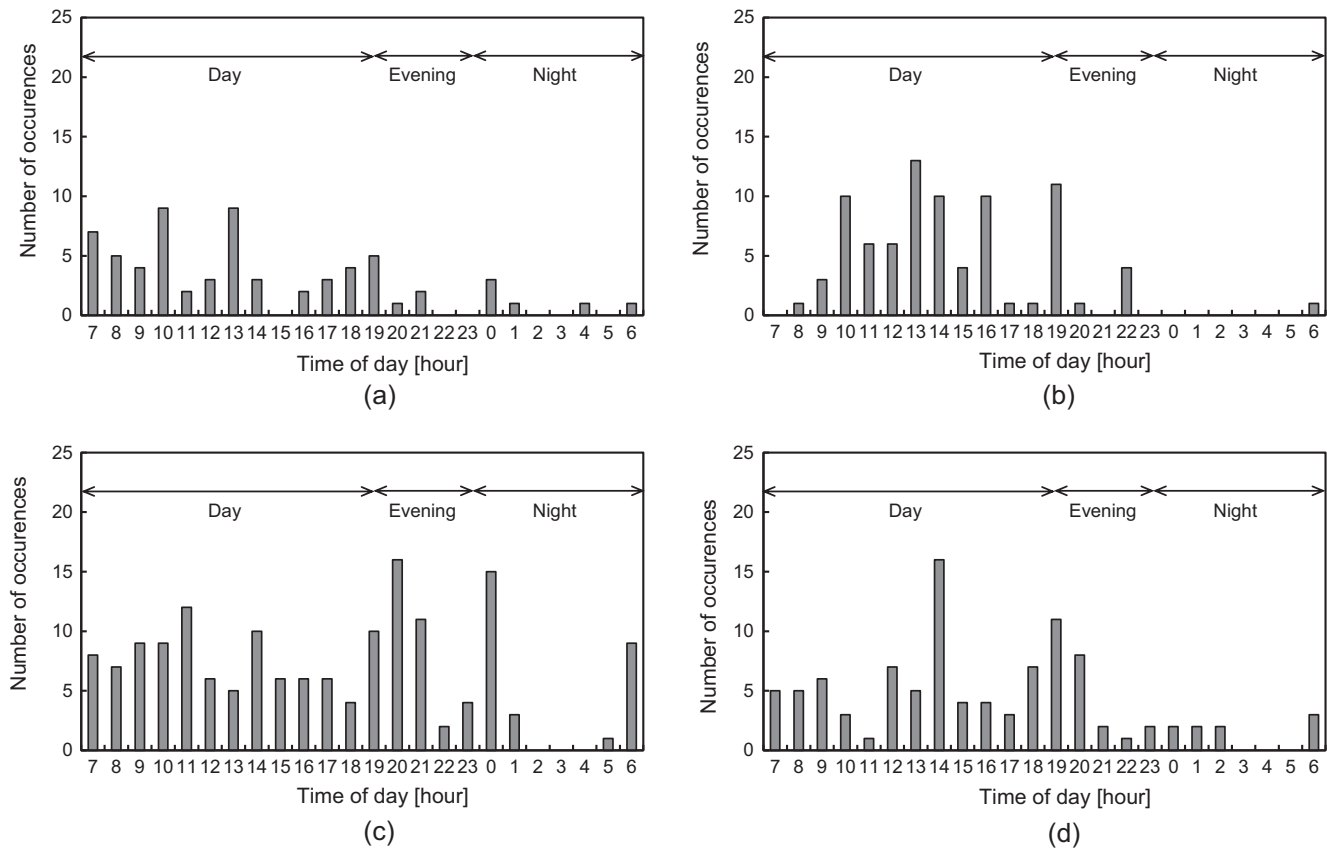 25
20
15
10
5
0
Number of occurences
Day
Evening
Night
7 8 9 10 11 12 13 14 15 16 17 18 19 20 21 22 23 0 1 2 3 4 5 6
Time of day [hour]
(a)
25
20
15
10
5
0
Number of occurences
Day
Evening
Night
7 8 9 10 11 12 13 14 15 16 17 18 19 20 21 22 23 0 1 2 3 4 5 6
Time of day [hour]
(b)
25
20
15
10
5
0
Number of occurences
Day
Evening
Night
7 8 9 10 11 12 13 14 15 16 17 18 19 20 21 22 23 0 1 2 3 4 5 6
Time of day [hour]
(c)
25
20
15
10
5
0
Number of occurences
Day
Evening
Night
7 8 9 10 11 12 13 14 15 16 17 18 19 20 21 22 23 0 1 2 3 4 5 6
Time of day [hour]
(d)